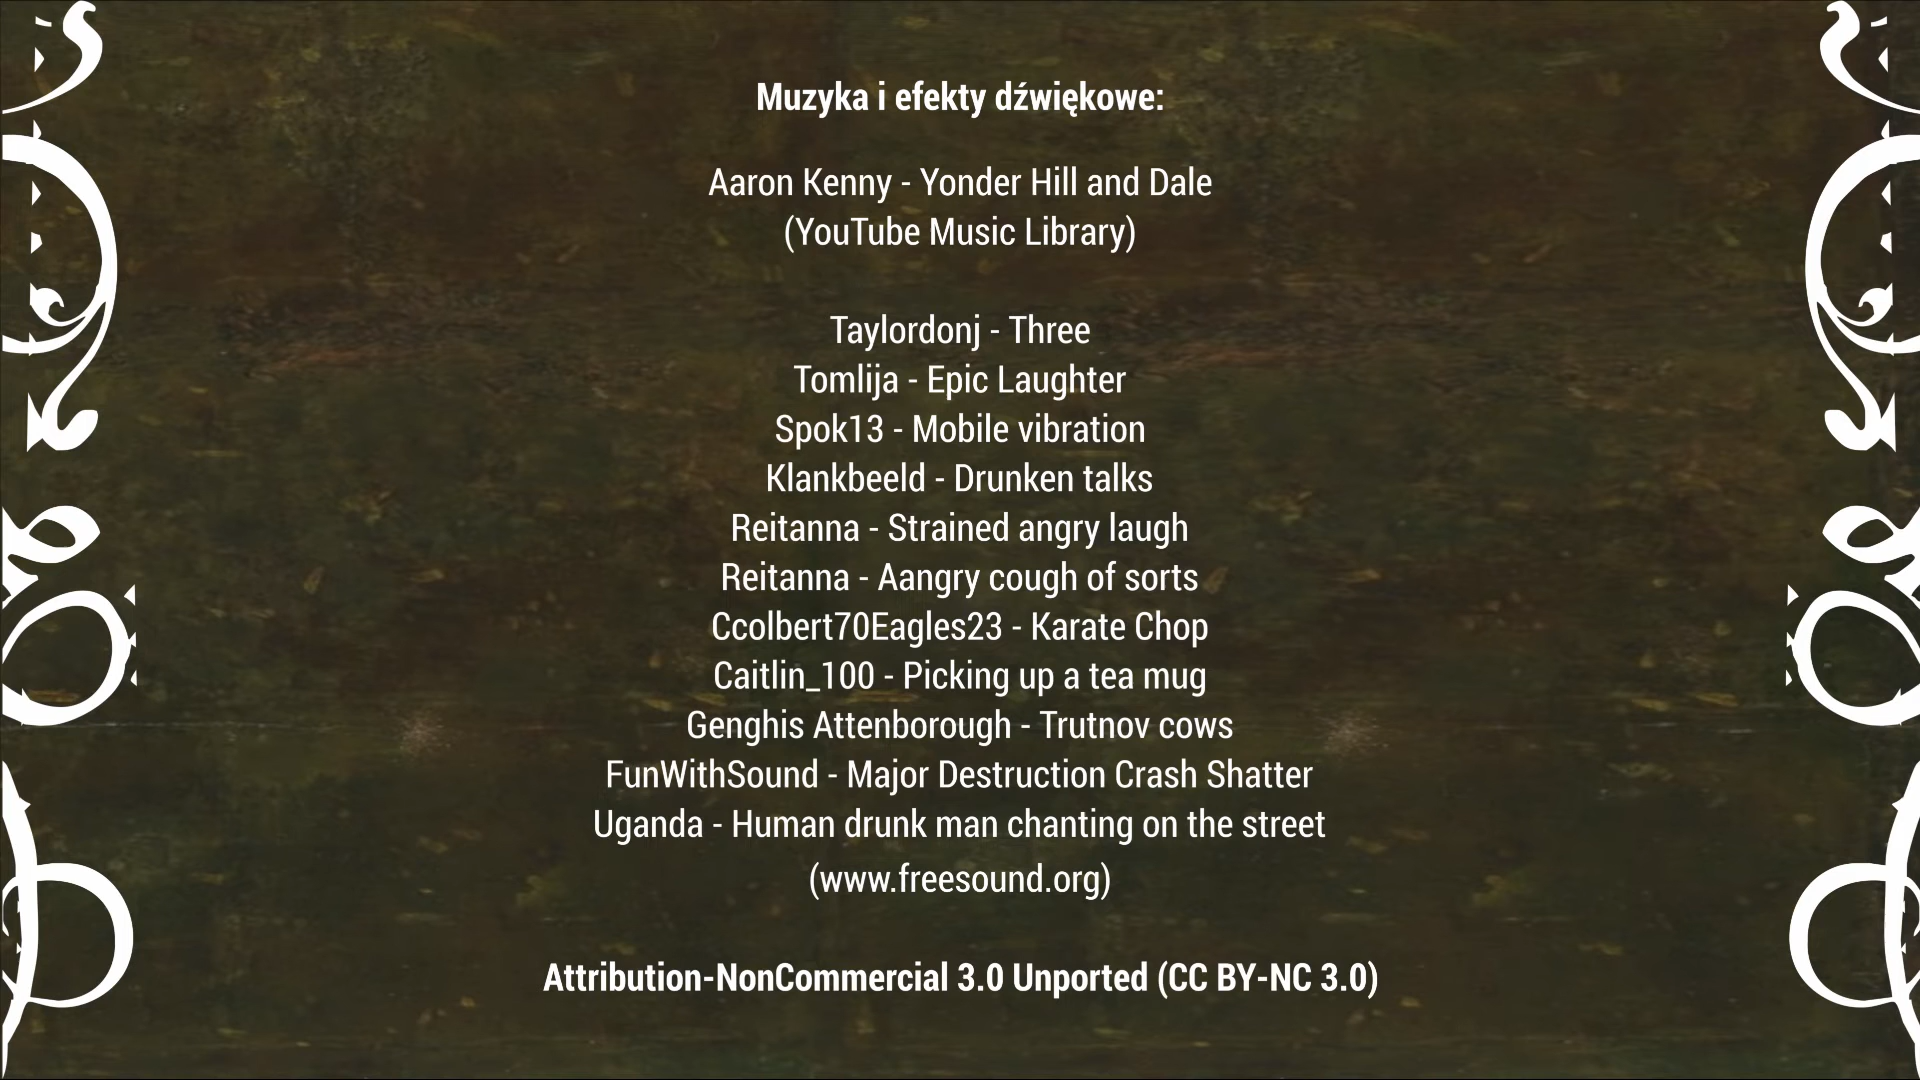 Muzyka i efekty dźwiękowe:
Aaron Kenny - Yonder Hill and Dale
(YouTube Music Library)
Taylordonj - Three
Tomlija - Epic Laughter
Spok13 - Mobile vibration
Klankbeeld - Drunken talks
Reitanna - Strained angry laugh
Reitanna - Aangry cough of sorts
Ccolbert70Eagles23 - Karate Chop
Caitlin_100 - Picking up a tea mug
Genghis Attenborough - Trutnov cows
FunWithSound - Major Destruction Crash Shatter
Uganda - Human drunk man chanting on the street
(www.freesound.org)
Attribution-NonCommercial 3.0 Unported (CC BY-NC 3.0)